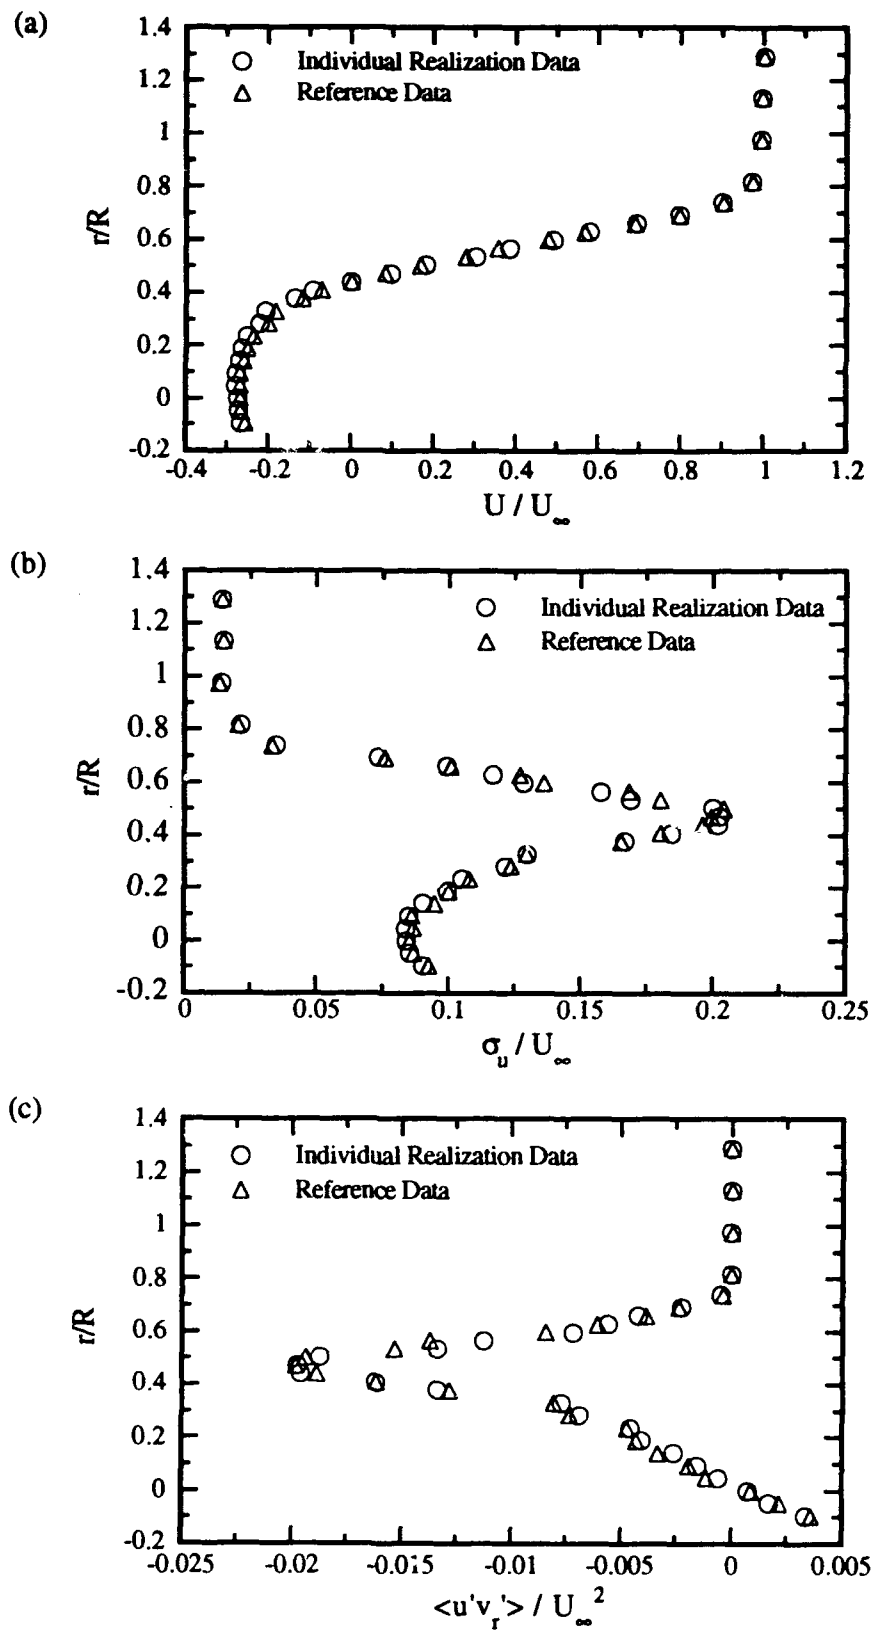 (a)
1.4
1.2
1
0.8
0.6
0.4
0.2
0
-0.2
r/R
Individual Realization Data
Reference Data
-0.4 -0.2 0 0.2 0.4 0.6 0.8 1 1.2
U / U∞
(b)
1.4
1.2
1
0.8
0.6
0.4
0.2
0
-0.2
r/R
Individual Realization Data
Reference Data
0 0.05 0.1 0.15 0.2 0.25
σu / U∞
(c)
1.4
1.2
1
0.8
0.6
0.4
0.2
0
-0.2
r/R
Individual Realization Data
Reference Data
-0.025 -0.02 -0.015 -0.01 -0.005 0 0.005
<u'vr'> / U∞²